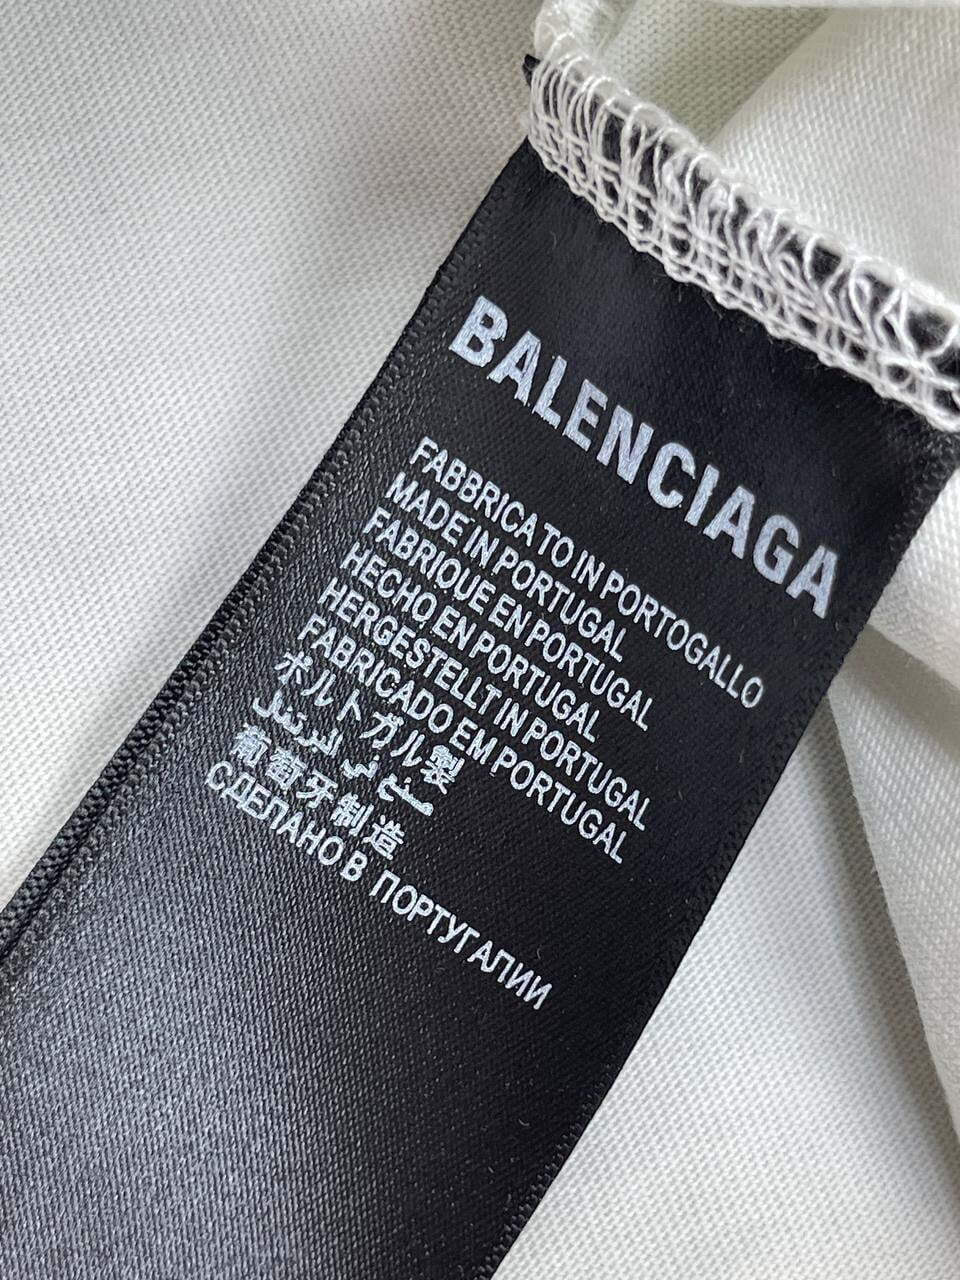 BALENCIAGA
FABBRICATO IN PORTOGALLO
MADE IN PORTUGAL
FABRIQUE EN PORTUGAL
HECHO EN PORTUGAL
HERGESTELLT IN PORTUGAL
FABRICADO EM PORTUGAL
ポルトガル製
صنع في البرتغال
葡萄牙制造
СДЕЛАНО В ПОРТУГАЛИИ